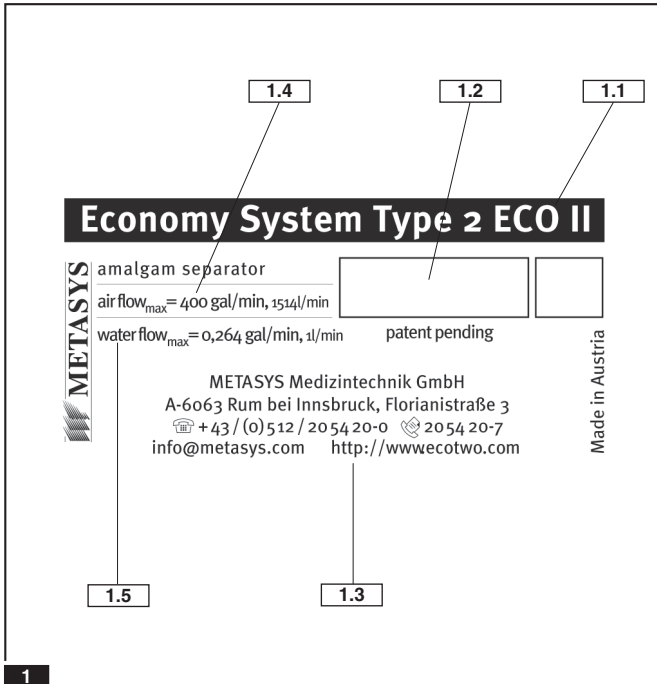 1.4 1.2 1.1
Economy System Type 2 ECO II
METASYS
amalgam separator
air flowmax= 400 gal/min, 1514l/min
water flowmax= 0,264 gal/min, 1l/min
patent pending
Made in Austria
METASYS Medizintechnik GmbH
A-6063 Rum bei Innsbruck, Florianistraße 3
+43/(0)512/205420-0 205420-7
info@metasys.com http://www.ecotwo.com
1.5 1.3
1